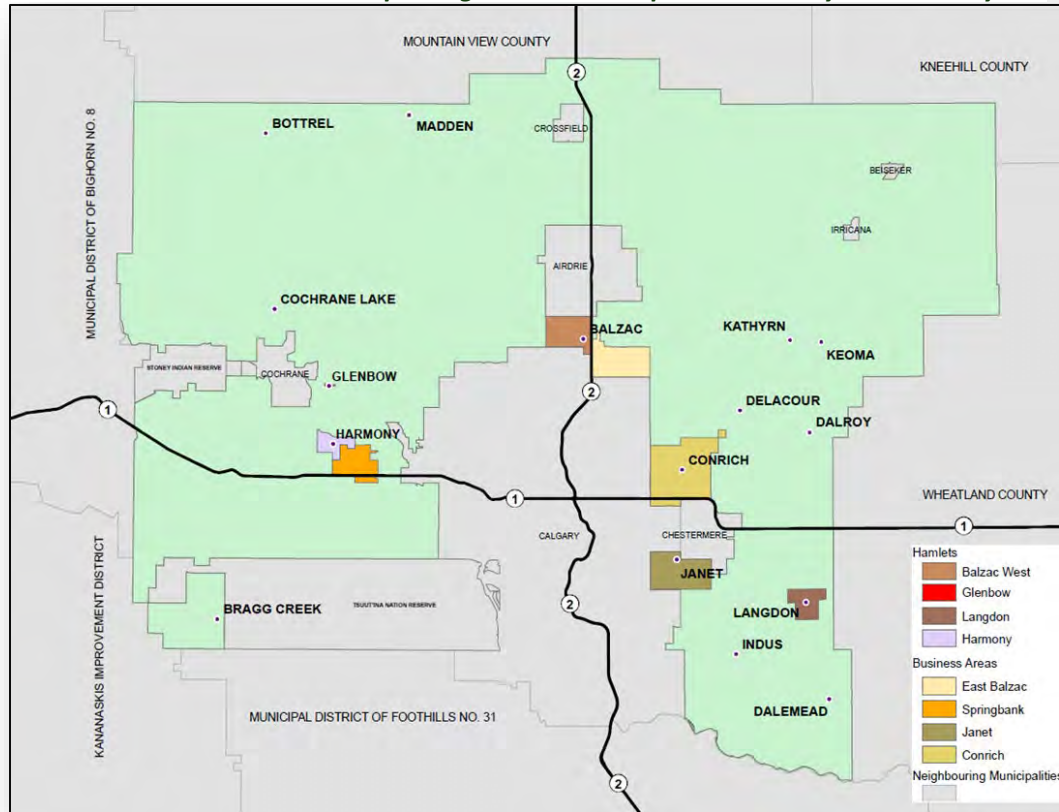 MOUNTAIN VIEW COUNTY
KNEEHILL COUNTY
2
MUNICIPAL DISTRICT OF BIGHORN NO. 8
BOTTREL
MADDEN
CROSSFIELD
BEISEKER
IRRICANA
AIRDRIE
COCHRANE LAKE
BALZAC
KATHYRN
KEOMA
STONEY INDIAN RESERVE
COCHRANE
GLENBOW
2
DELACOUR
DALROY
1
HARMONY
CONRICH
1
WHEATLAND COUNTY
1
CALGARY
CHESTERMERE
KANANASKIS IMPROVEMENT DISTRICT
JANET
BRAGG CREEK
TSUUT'INA NATION RESERVE
2
LANGDON
INDUS
MUNICIPAL DISTRICT OF FOOTHILLS NO. 31
DALEMEAD
2
Hamlets
Balzac West
Glenbow
Langdon
Harmony
Business Areas
East Balzac
Springbank
Janet
Conrich
Neighbouring Municipalities